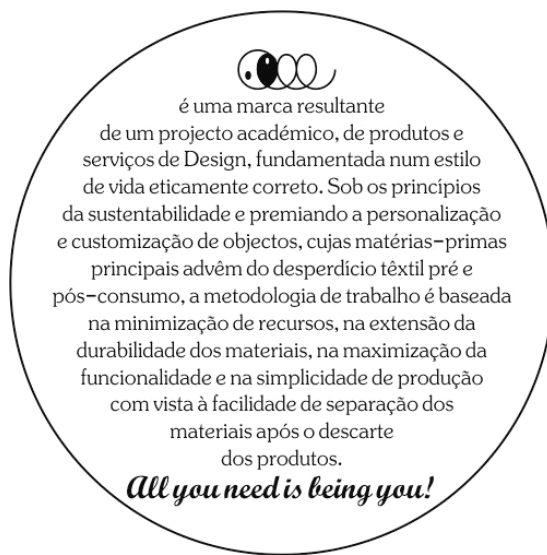 é uma marca resultante
de um projecto académico, de produtos e
serviços de Design, fundamentada num estilo
de vida eticamente correto. Sob os princípios
da sustentabilidade e premiando a personalização
e customização de objectos, cujas matérias-primas
principais advêm do desperdício têxtil pré e
pós-consumo, a metodologia de trabalho é baseada
na minimização de recursos, na extensão da
durabilidade dos materiais, na maximização da
funcionalidade e na simplicidade de produção
com vista à facilidade de separação dos
materiais após o descarte
dos produtos.
All you need is being you!